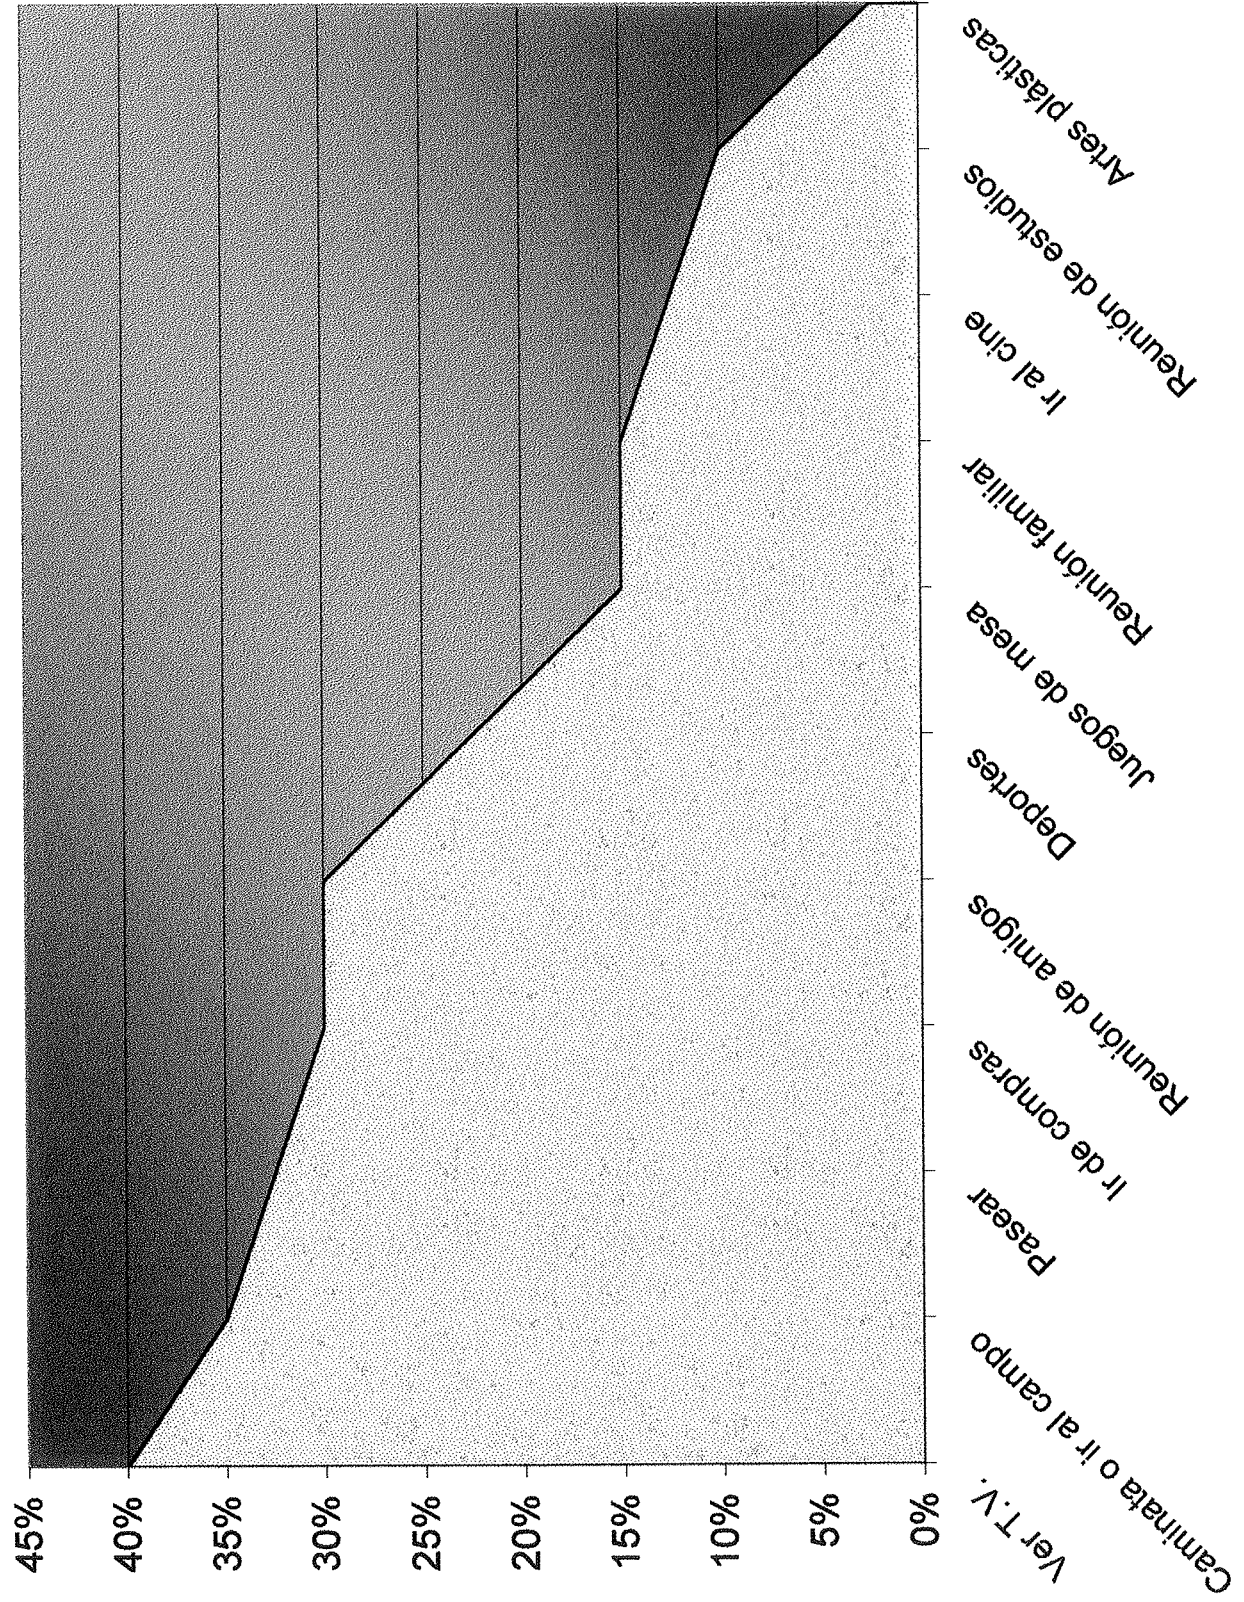 45%
40%
35%
30%
25%
20%
15%
10%
5%
0%
Ver T.V.
Caminata o ir al campo
Pasear
Ir de compras
Reunión de amigos
Deportes
Juegos de mesa
Reunión familiar
Ir al cine
Reunión de estudios
Artes plásticas